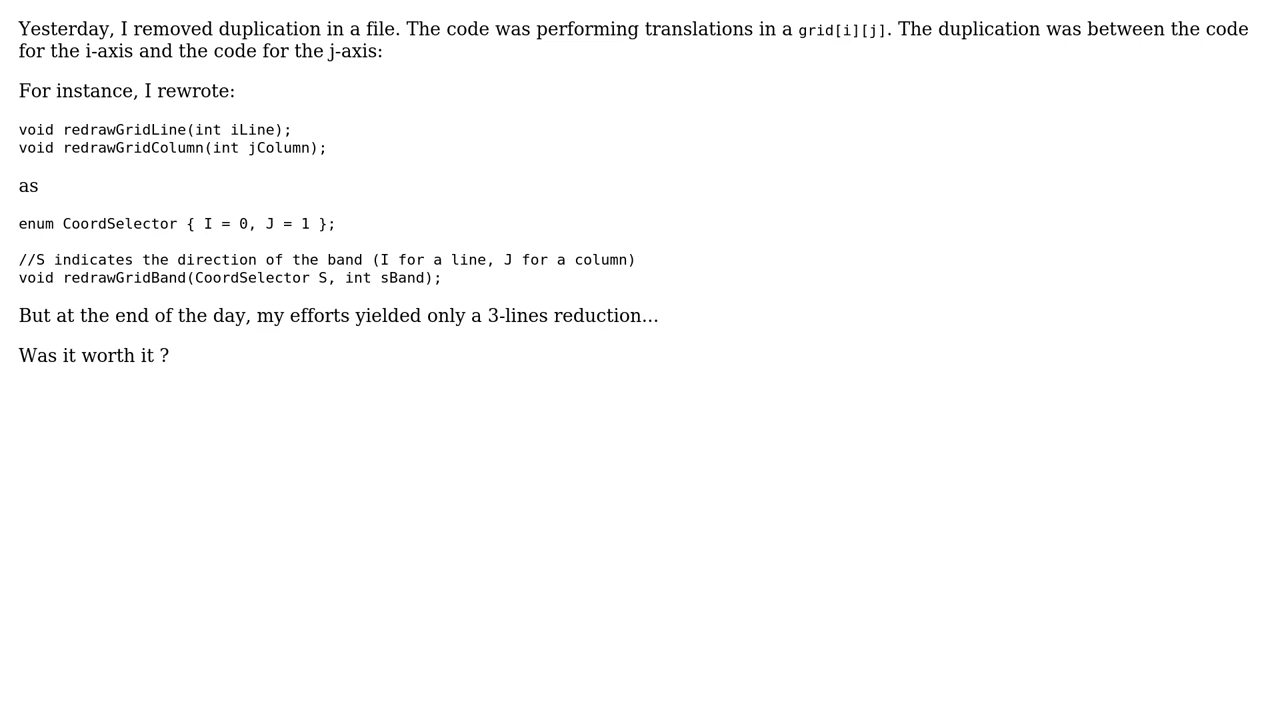 Yesterday, I removed duplication in a file. The code was performing translations in a grid[i][j]. The duplication was between the code
for the i-axis and the code for the j-axis:
For instance, I rewrote:
void redrawGridLine(int iLine);
void redrawGridColumn(int jColumn);
as
enum CoordSelector { I = 0, J = 1 };
//S indicates the direction of the band (I for a line, J for a column)
void redrawGridBand(CoordSelector S, int sBand);
But at the end of the day, my efforts yielded only a 3-lines reduction...
Was it worth it ?